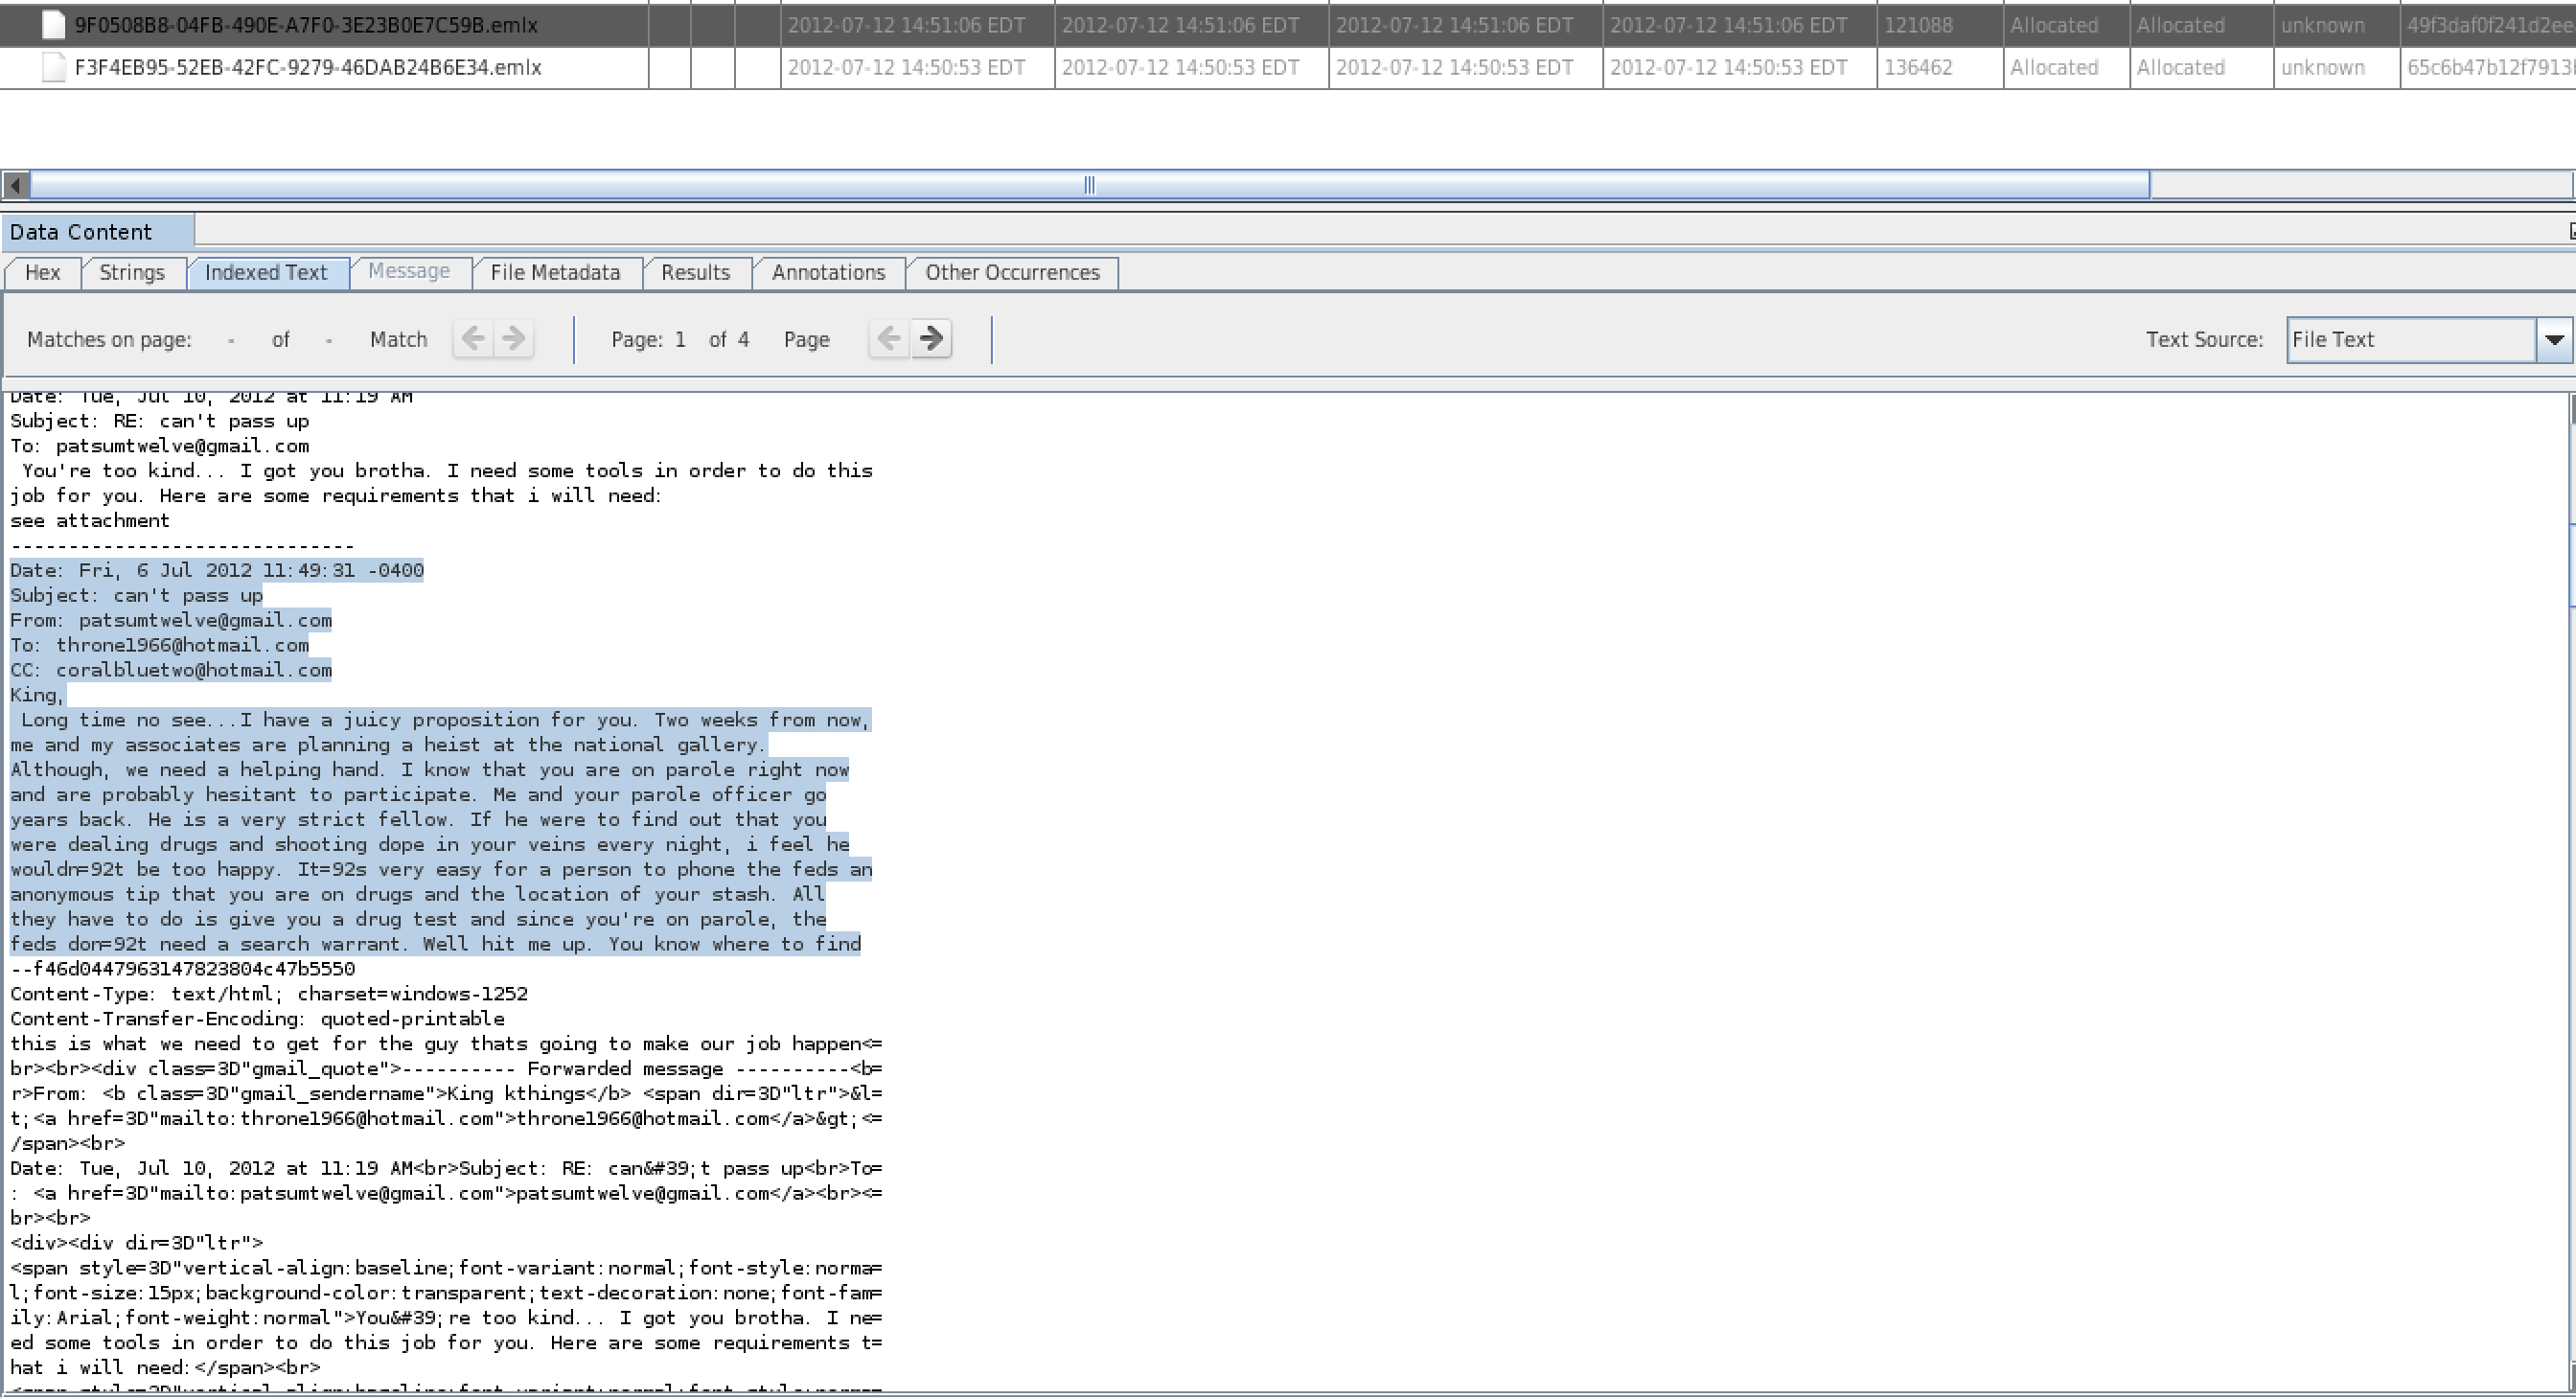 9F0508B8-04FB-490E-A7F0-3E23B0E7C59B.emlx 2012-07-12 14:51:06 EDT 2012-07-12 14:51:06 EDT 2012-07-12 14:51:06 EDT 2012-07-12 14:51:06 EDT 121088 Allocated Allocated unknown 49f3daf0f241d2ee
F3F4EB95-52EB-42FC-9279-46DAB24B6E34.emlx 2012-07-12 14:50:53 EDT 2012-07-12 14:50:53 EDT 2012-07-12 14:50:53 EDT 2012-07-12 14:50:53 EDT 136462 Allocated Allocated unknown 65c6b47b12f7913
Data Content
Hex Strings Indexed Text Message File Metadata Results Annotations Other Occurrences
Matches on page: - of - Match Page: 1 of 4 Page Text Source: File Text
Date: Tue, Jul 10, 2012 at 11:19 AM
Subject: RE: can't pass up
To: patsumtwelve@gmail.com
You're too kind... I got you brotha. I need some tools in order to do this
job for you. Here are some requirements that i will need:
see attachment
------------------------------
Date: Fri, 6 Jul 2012 11:49:31 -0400
Subject: can't pass up
From: patsumtwelve@gmail.com
To: throne1966@hotmail.com
CC: coralbluetwo@hotmail.com
King,
Long time no see...I have a juicy proposition for you. Two weeks from now,
me and my associates are planning a heist at the national gallery.
Although, we need a helping hand. I know that you are on parole right now
and are probably hesitant to participate. Me and your parole officer go
years back. He is a very strict fellow. If he were to find out that you
were dealing drugs and shooting dope in your veins every night, i feel he
wouldn=92t be too happy. It=92s very easy for a person to phone the feds an
anonymous tip that you are on drugs and the location of your stash. All
they have to do is give you a drug test and since you're on parole, the
feds don=92t need a search warrant. Well hit me up. You know where to find
--f46d0447963147823804c47b5550
Content-Type: text/html; charset=windows-1252
Content-Transfer-Encoding: quoted-printable
this is what we need to get for the guy thats going to make our job happen<=
br><br><div class=3D"gmail_quote">---------- Forwarded message ----------<b=
r>From: <b class=3D"gmail_sendername">King kthings</b> <span dir=3D"ltr">&l=
t;<a href=3D"mailto:throne1966@hotmail.com">throne1966@hotmail.com</a>&gt;<=
/span><br>
Date: Tue, Jul 10, 2012 at 11:19 AM<br>Subject: RE: can&#39;t pass up<br>To=
: <a href=3D"mailto:patsumtwelve@gmail.com">patsumtwelve@gmail.com</a><br><=
br><br>
<div><div dir=3D"ltr">
<span style=3D"vertical-align:baseline;font-variant:normal;font-style:norma=
l;font-size:15px;background-color:transparent;text-decoration:none;font-fam=
ily:Arial;font-weight:normal">You&#39;re too kind... I got you brotha. I ne=
ed some tools in order to do this job for you. Here are some requirements t=
hat i will need:</span><br>
<span style=3D"vertical-align:baseline;font-variant:normal;font-style:norma=